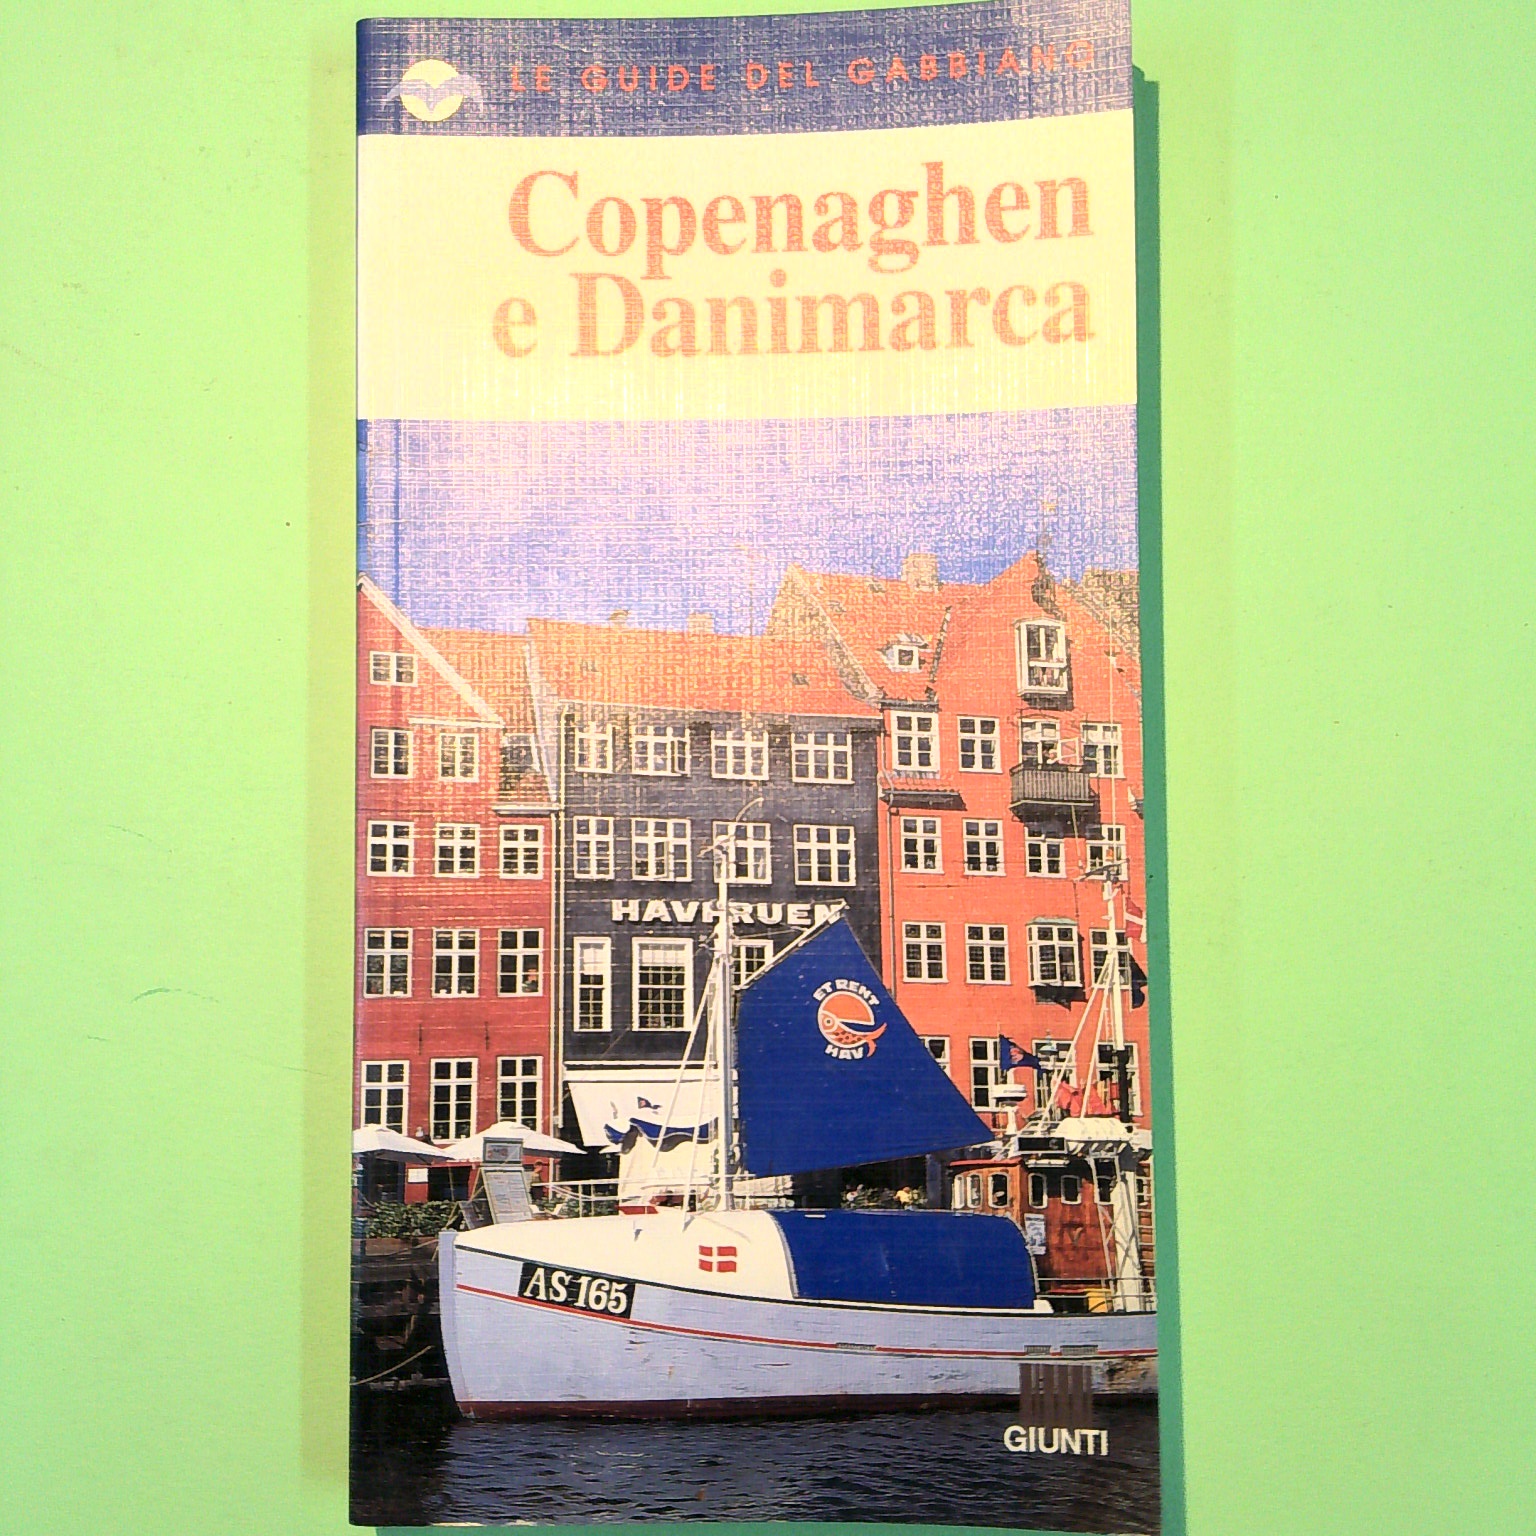 LE GUIDE DEL GABBIANO
Copenaghen
e Danimarca
HAVFRUEN
ET RENT
HAV
AS 165
GIUNTI